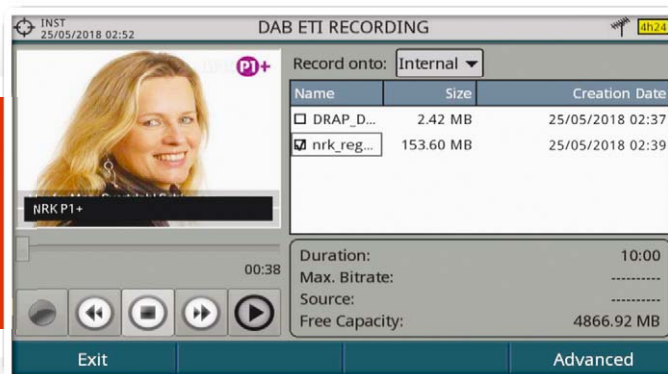 INST
25/05/2018 02:52
DAB ETI RECORDING
4h24
P1+
NRK P1+
00:38
Record onto: Internal
Name Size Creation Date
DRAP_D... 2.42 MB 25/05/2018 02:37
nrk_reg... 153.60 MB 25/05/2018 02:39
Duration: 10:00
Max. Bitrate: ----------
Source: ----------
Free Capacity: 4866.92 MB
Exit
Advanced